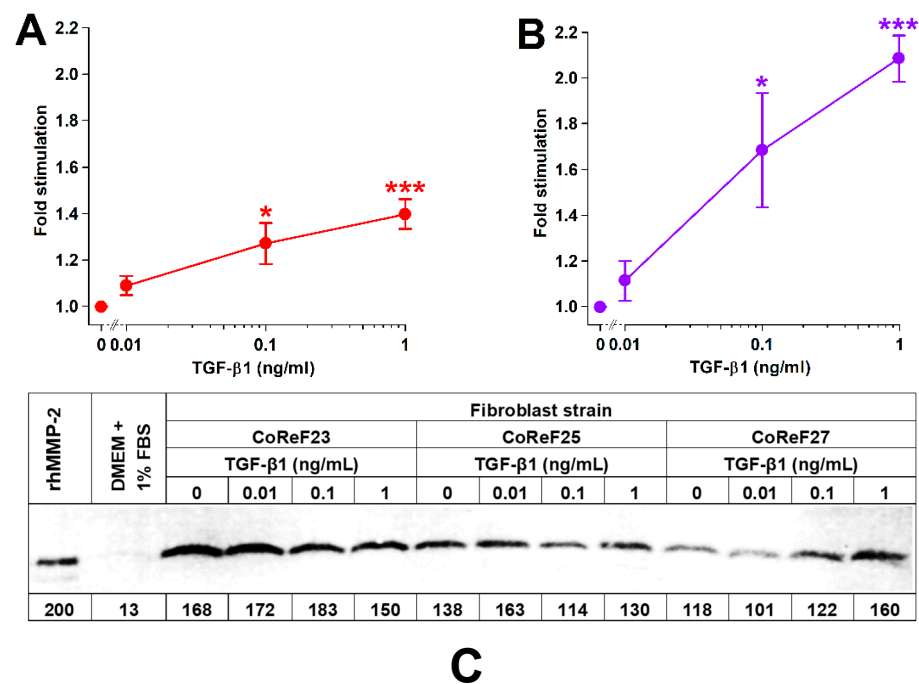 A
Fold stimulation
2.2
2.0
1.8
1.6
1.4
1.2
1.0
*
***
0 0.01 0.1 1
TGF-β1 (ng/ml)
B
Fold stimulation
2.2
2.0
1.8
1.6
1.4
1.2
1.0
*
***
0 0.01 0.1 1
TGF-β1 (ng/ml)
rhMMP-2
DMEM +
1% FBS
Fibroblast strain
CoReF23 CoReF25 CoReF27
TGF-β1 (ng/mL) TGF-β1 (ng/mL) TGF-β1 (ng/mL)
0 0.01 0.1 1 0 0.01 0.1 1 0 0.01 0.1 1
200 13 168 172 183 150 138 163 114 130 118 101 122 160
C